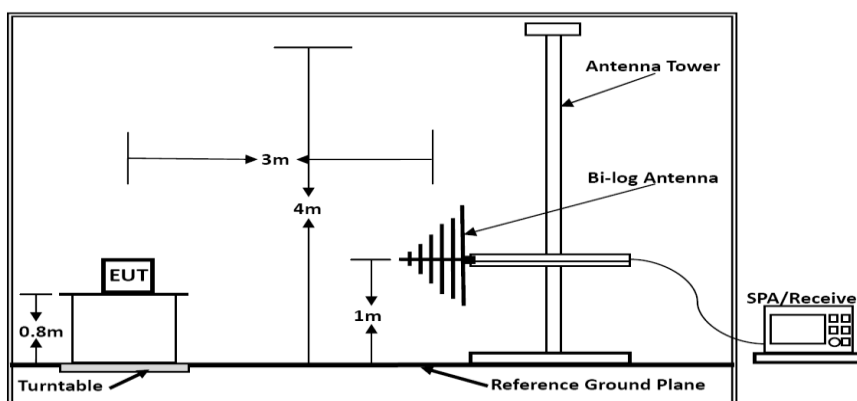 Antenna Tower
3m
Bi-log Antenna
4m
EUT
1m
0.8m
SPA/Receive
Turntable
Reference Ground Plane